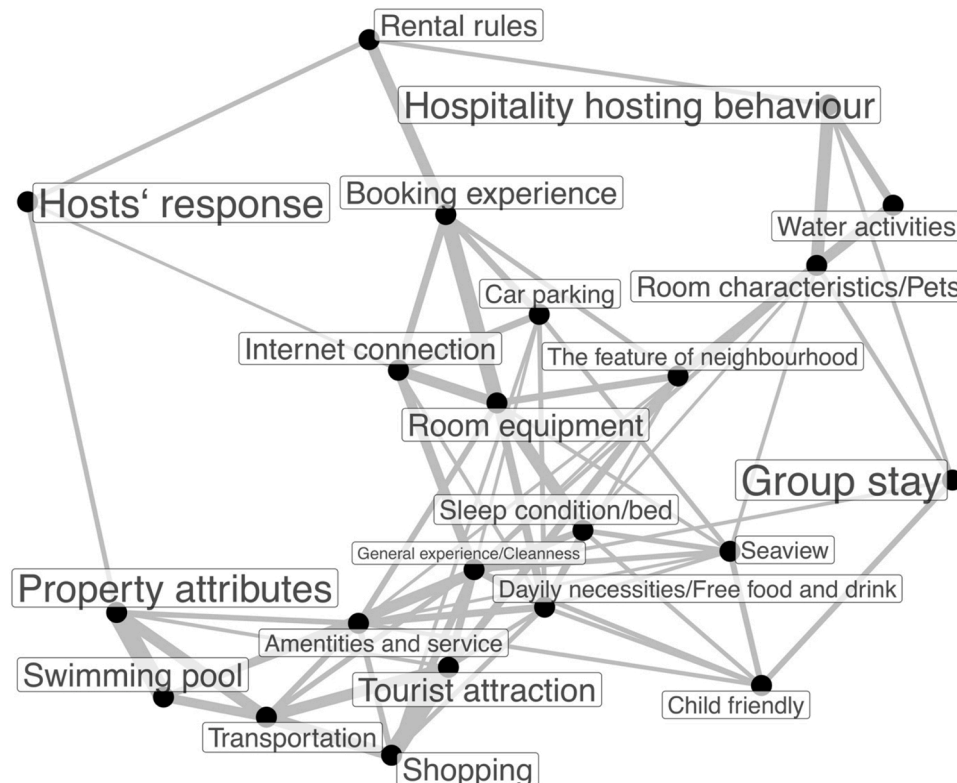 Rental rules
Hospitality hosting behaviour
Hosts‘ response
Booking experience
Water activities
Room characteristics/Pets
Car parking
Internet connection
The feature of neighbourhood
Room equipment
Group stay
Sleep condition/bed
General experience/Cleanness
Seaview
Property attributes
Dayily necessities/Free food and drink
Amentities and service
Swimming pool
Tourist attraction
Child friendly
Transportation
Shopping